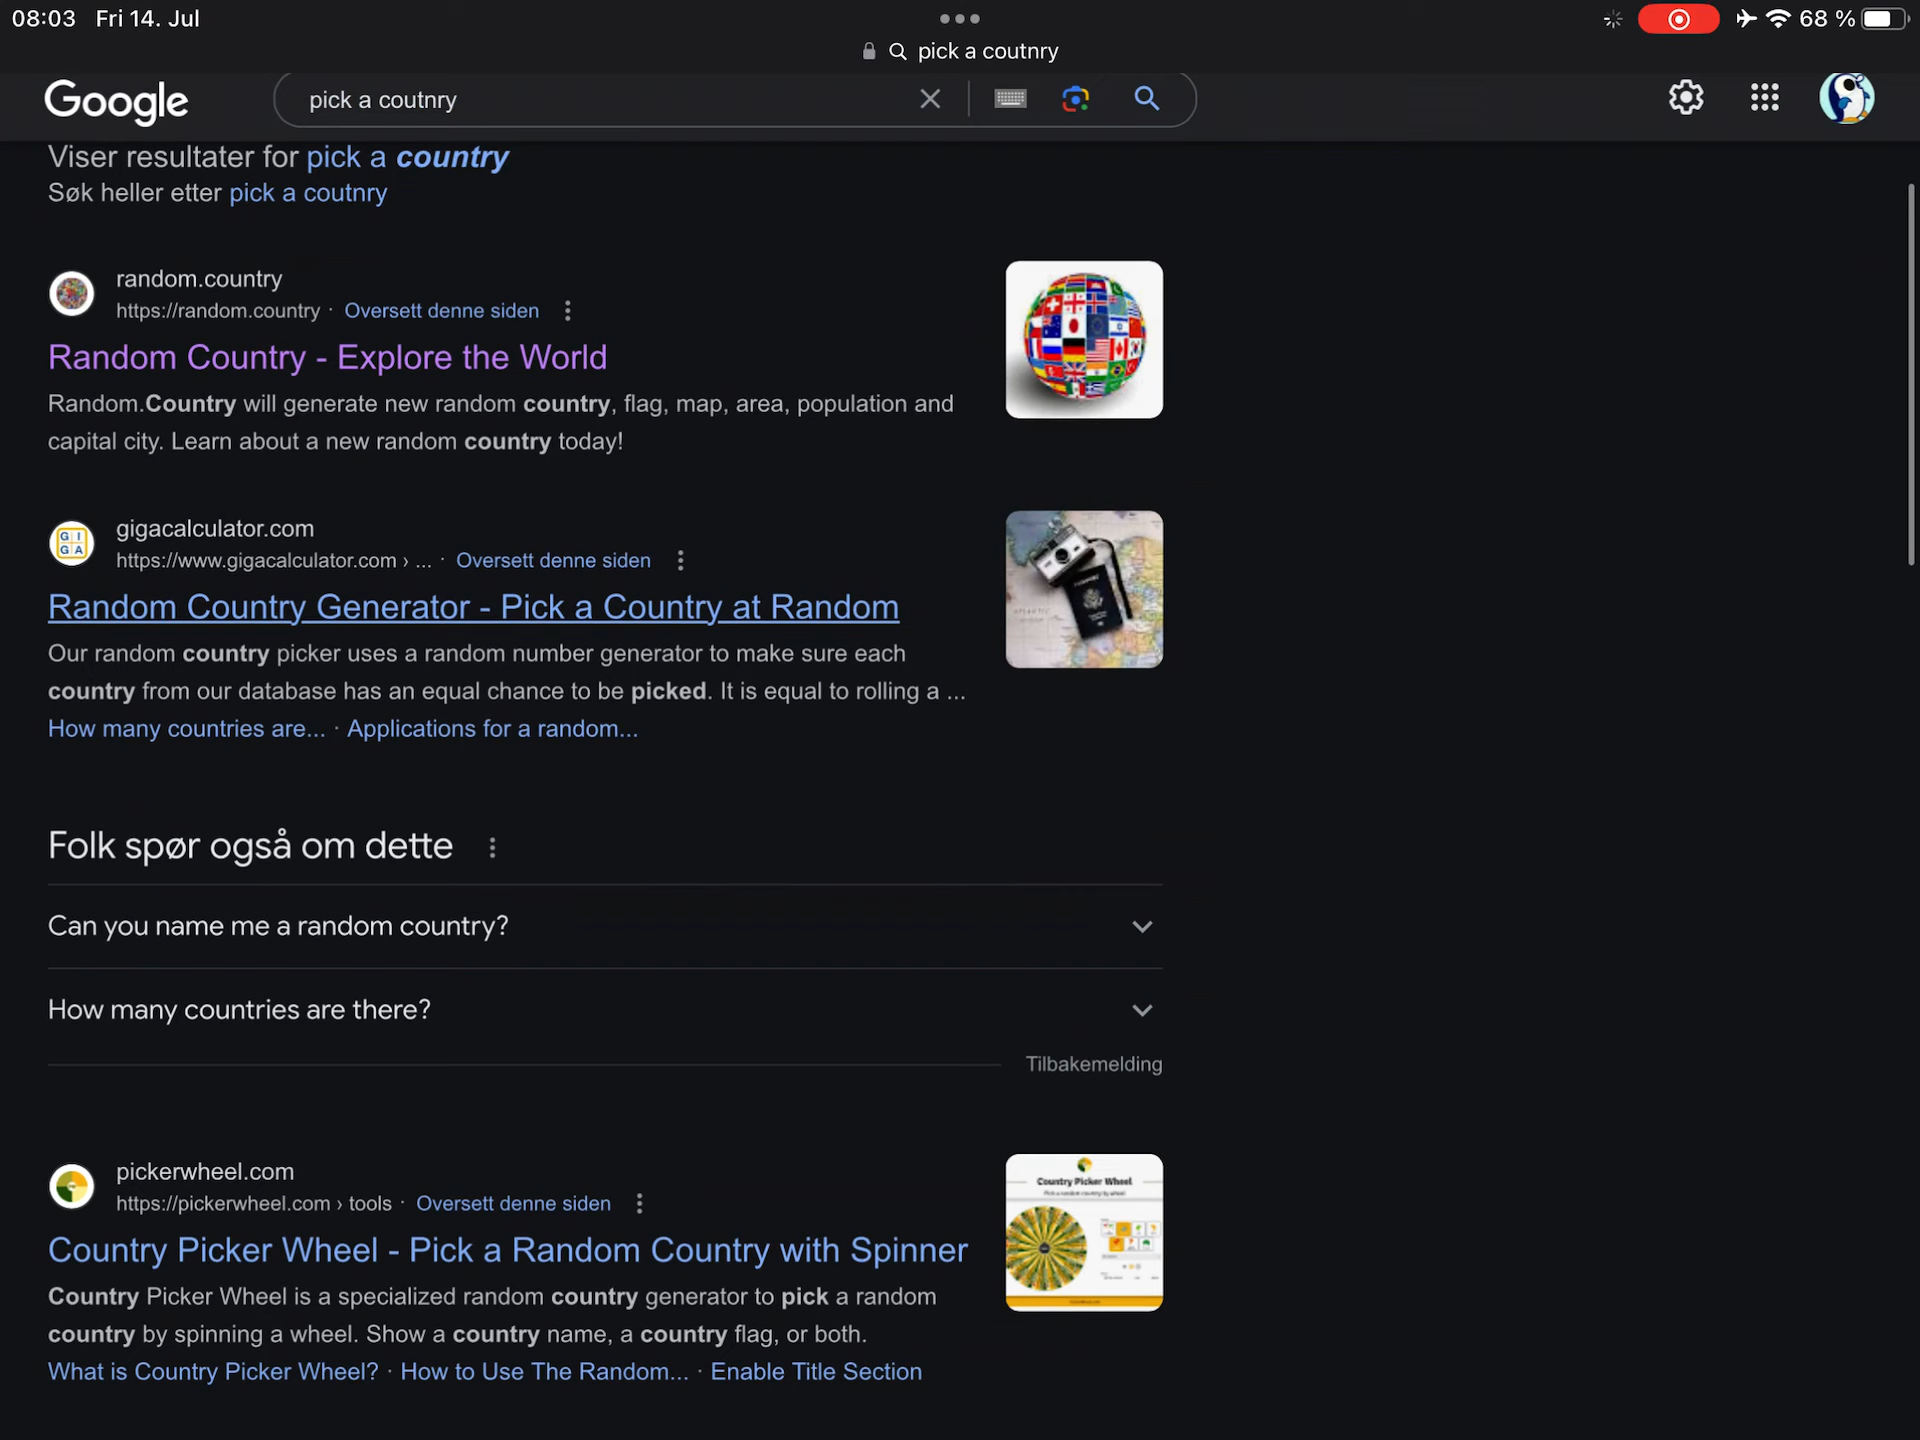 08:03 Fri 14. Jul
68 %
pick a coutnry
Google
pick a coutnry
Viser resultater for pick a country
Søk heller etter pick a coutnry
random.country
https://random.country · Oversett denne siden
Random Country - Explore the World
Random.Country will generate new random country, flag, map, area, population and
capital city. Learn about a new random country today!
GIGA
gigacalculator.com
https://www.gigacalculator.com › ... · Oversett denne siden
Random Country Generator - Pick a Country at Random
Our random country picker uses a random number generator to make sure each
country from our database has an equal chance to be picked. It is equal to rolling a ...
How many countries are... · Applications for a random...
Folk spør også om dette
Can you name me a random country?
How many countries are there?
Tilbakemelding
pickerwheel.com
https://pickerwheel.com › tools · Oversett denne siden
Country Picker Wheel - Pick a Random Country with Spinner
Country Picker Wheel is a specialized random country generator to pick a random
country by spinning a wheel. Show a country name, a country flag, or both.
What is Country Picker Wheel? · How to Use The Random... · Enable Title Section
Country Picker Wheel
Pick a random country by wheel